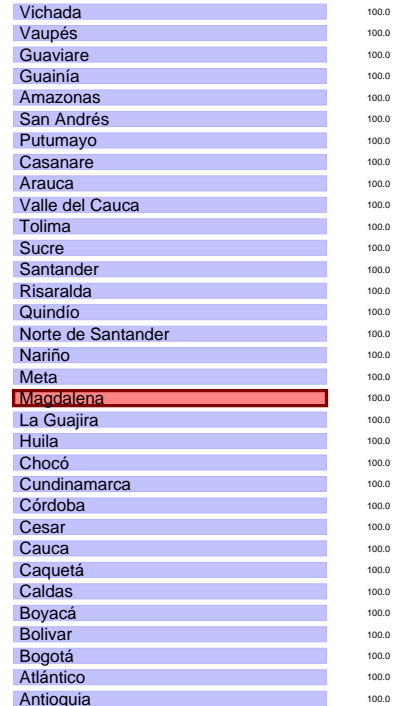 Vichada 100.0
Vaupés 100.0
Guaviare 100.0
Guainía 100.0
Amazonas 100.0
San Andrés 100.0
Putumayo 100.0
Casanare 100.0
Arauca 100.0
Valle del Cauca 100.0
Tolima 100.0
Sucre 100.0
Santander 100.0
Risaralda 100.0
Quindío 100.0
Norte de Santander 100.0
Nariño 100.0
Meta 100.0
Magdalena 100.0
La Guajira 100.0
Huila 100.0
Chocó 100.0
Cundinamarca 100.0
Córdoba 100.0
Cesar 100.0
Cauca 100.0
Caquetá 100.0
Caldas 100.0
Boyacá 100.0
Bolivar 100.0
Bogotá 100.0
Atlántico 100.0
Antioquia 100.0